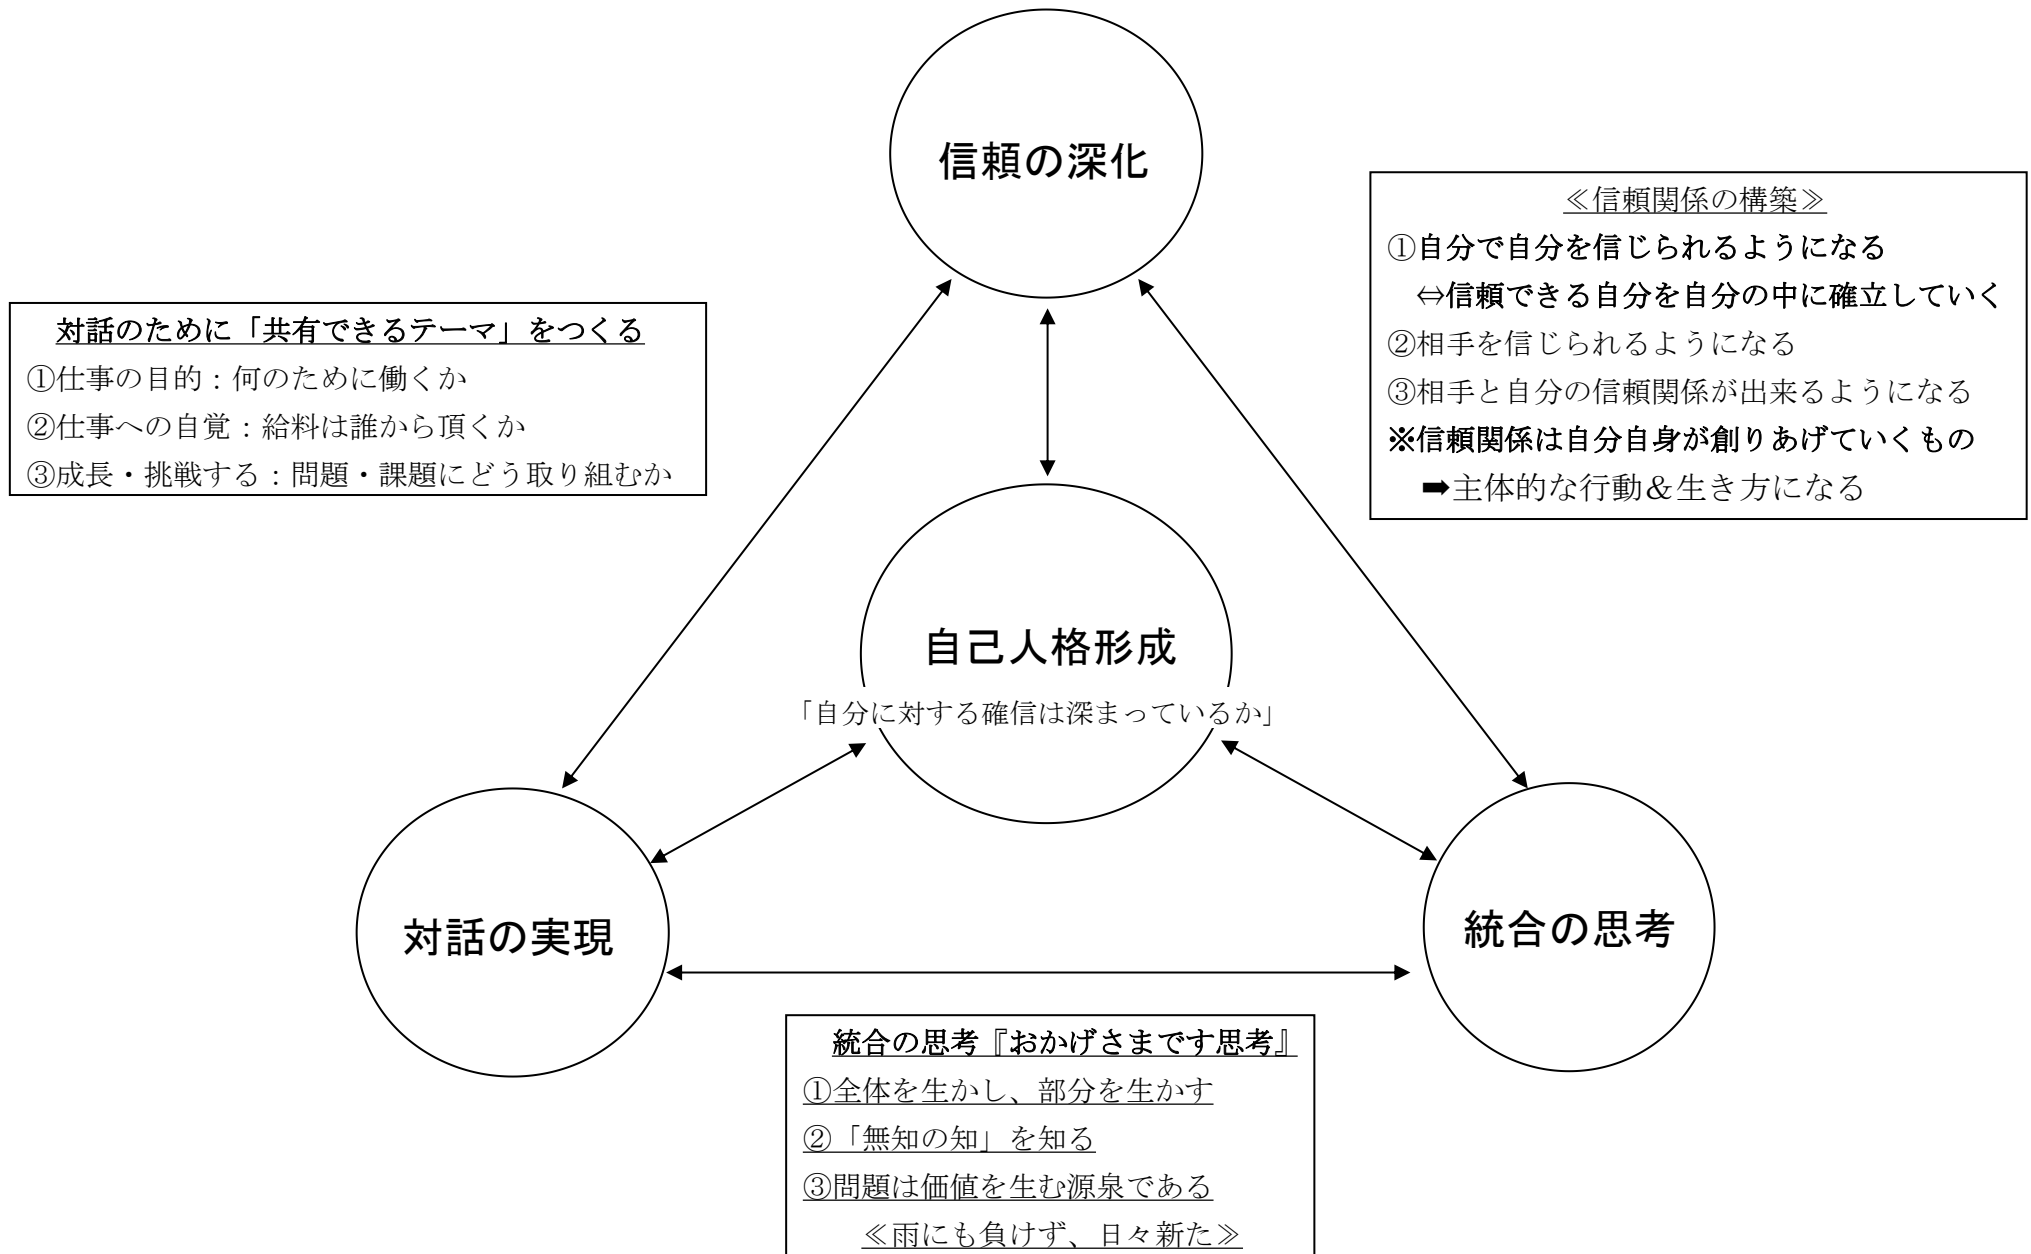 信頼の深化
≪信頼関係の構築≫
①自分で自分を信じられるようになる
⇔信頼できる自分を自分の中に確立していく
②相手を信じられるようになる
③相手と自分の信頼関係が出来るようになる
※信頼関係は自分自身が創りあげていくもの
➡主体的な行動＆生き方になる
対話のために「共有できるテーマ」をつくる
①仕事の目的：何のために働くか
②仕事への自覚：給料は誰から頂くか
③成長・挑戦する：問題・課題にどう取り組むか
自己人格形成
「自分に対する確信は深まっているか」
対話の実現
統合の思考
統合の思考『おかげさまです思考』
①全体を生かし、部分を生かす
②「無知の知」を知る
③問題は価値を生む源泉である
≪雨にも負けず、日々新た≫